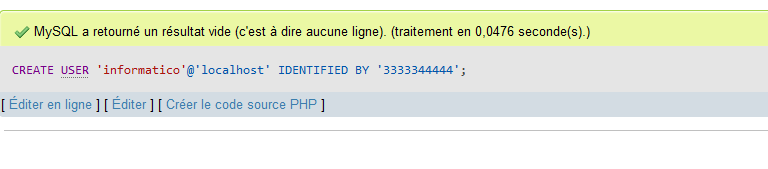 MySQL a retourné un résultat vide (c'est à dire aucune ligne). (traitement en 0,0476 seconde(s).)
CREATE USER 'informatico'@'localhost' IDENTIFIED BY '3333344444';
[ Éditer en ligne ] [ Éditer ] [ Créer le code source PHP ]